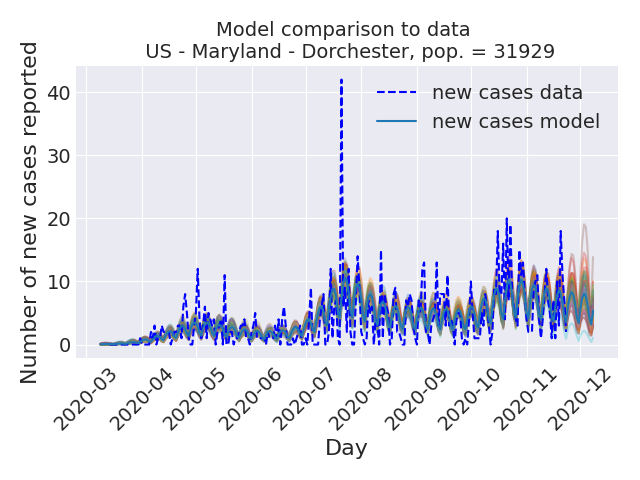 Model comparison to data
US - Maryland - Dorchester, pop. = 31929
Number of new cases reported
40
30
20
10
0
new cases data
new cases model
2020-03
2020-04
2020-05
2020-06
2020-07
2020-08
2020-09
2020-10
2020-11
2020-12
Day